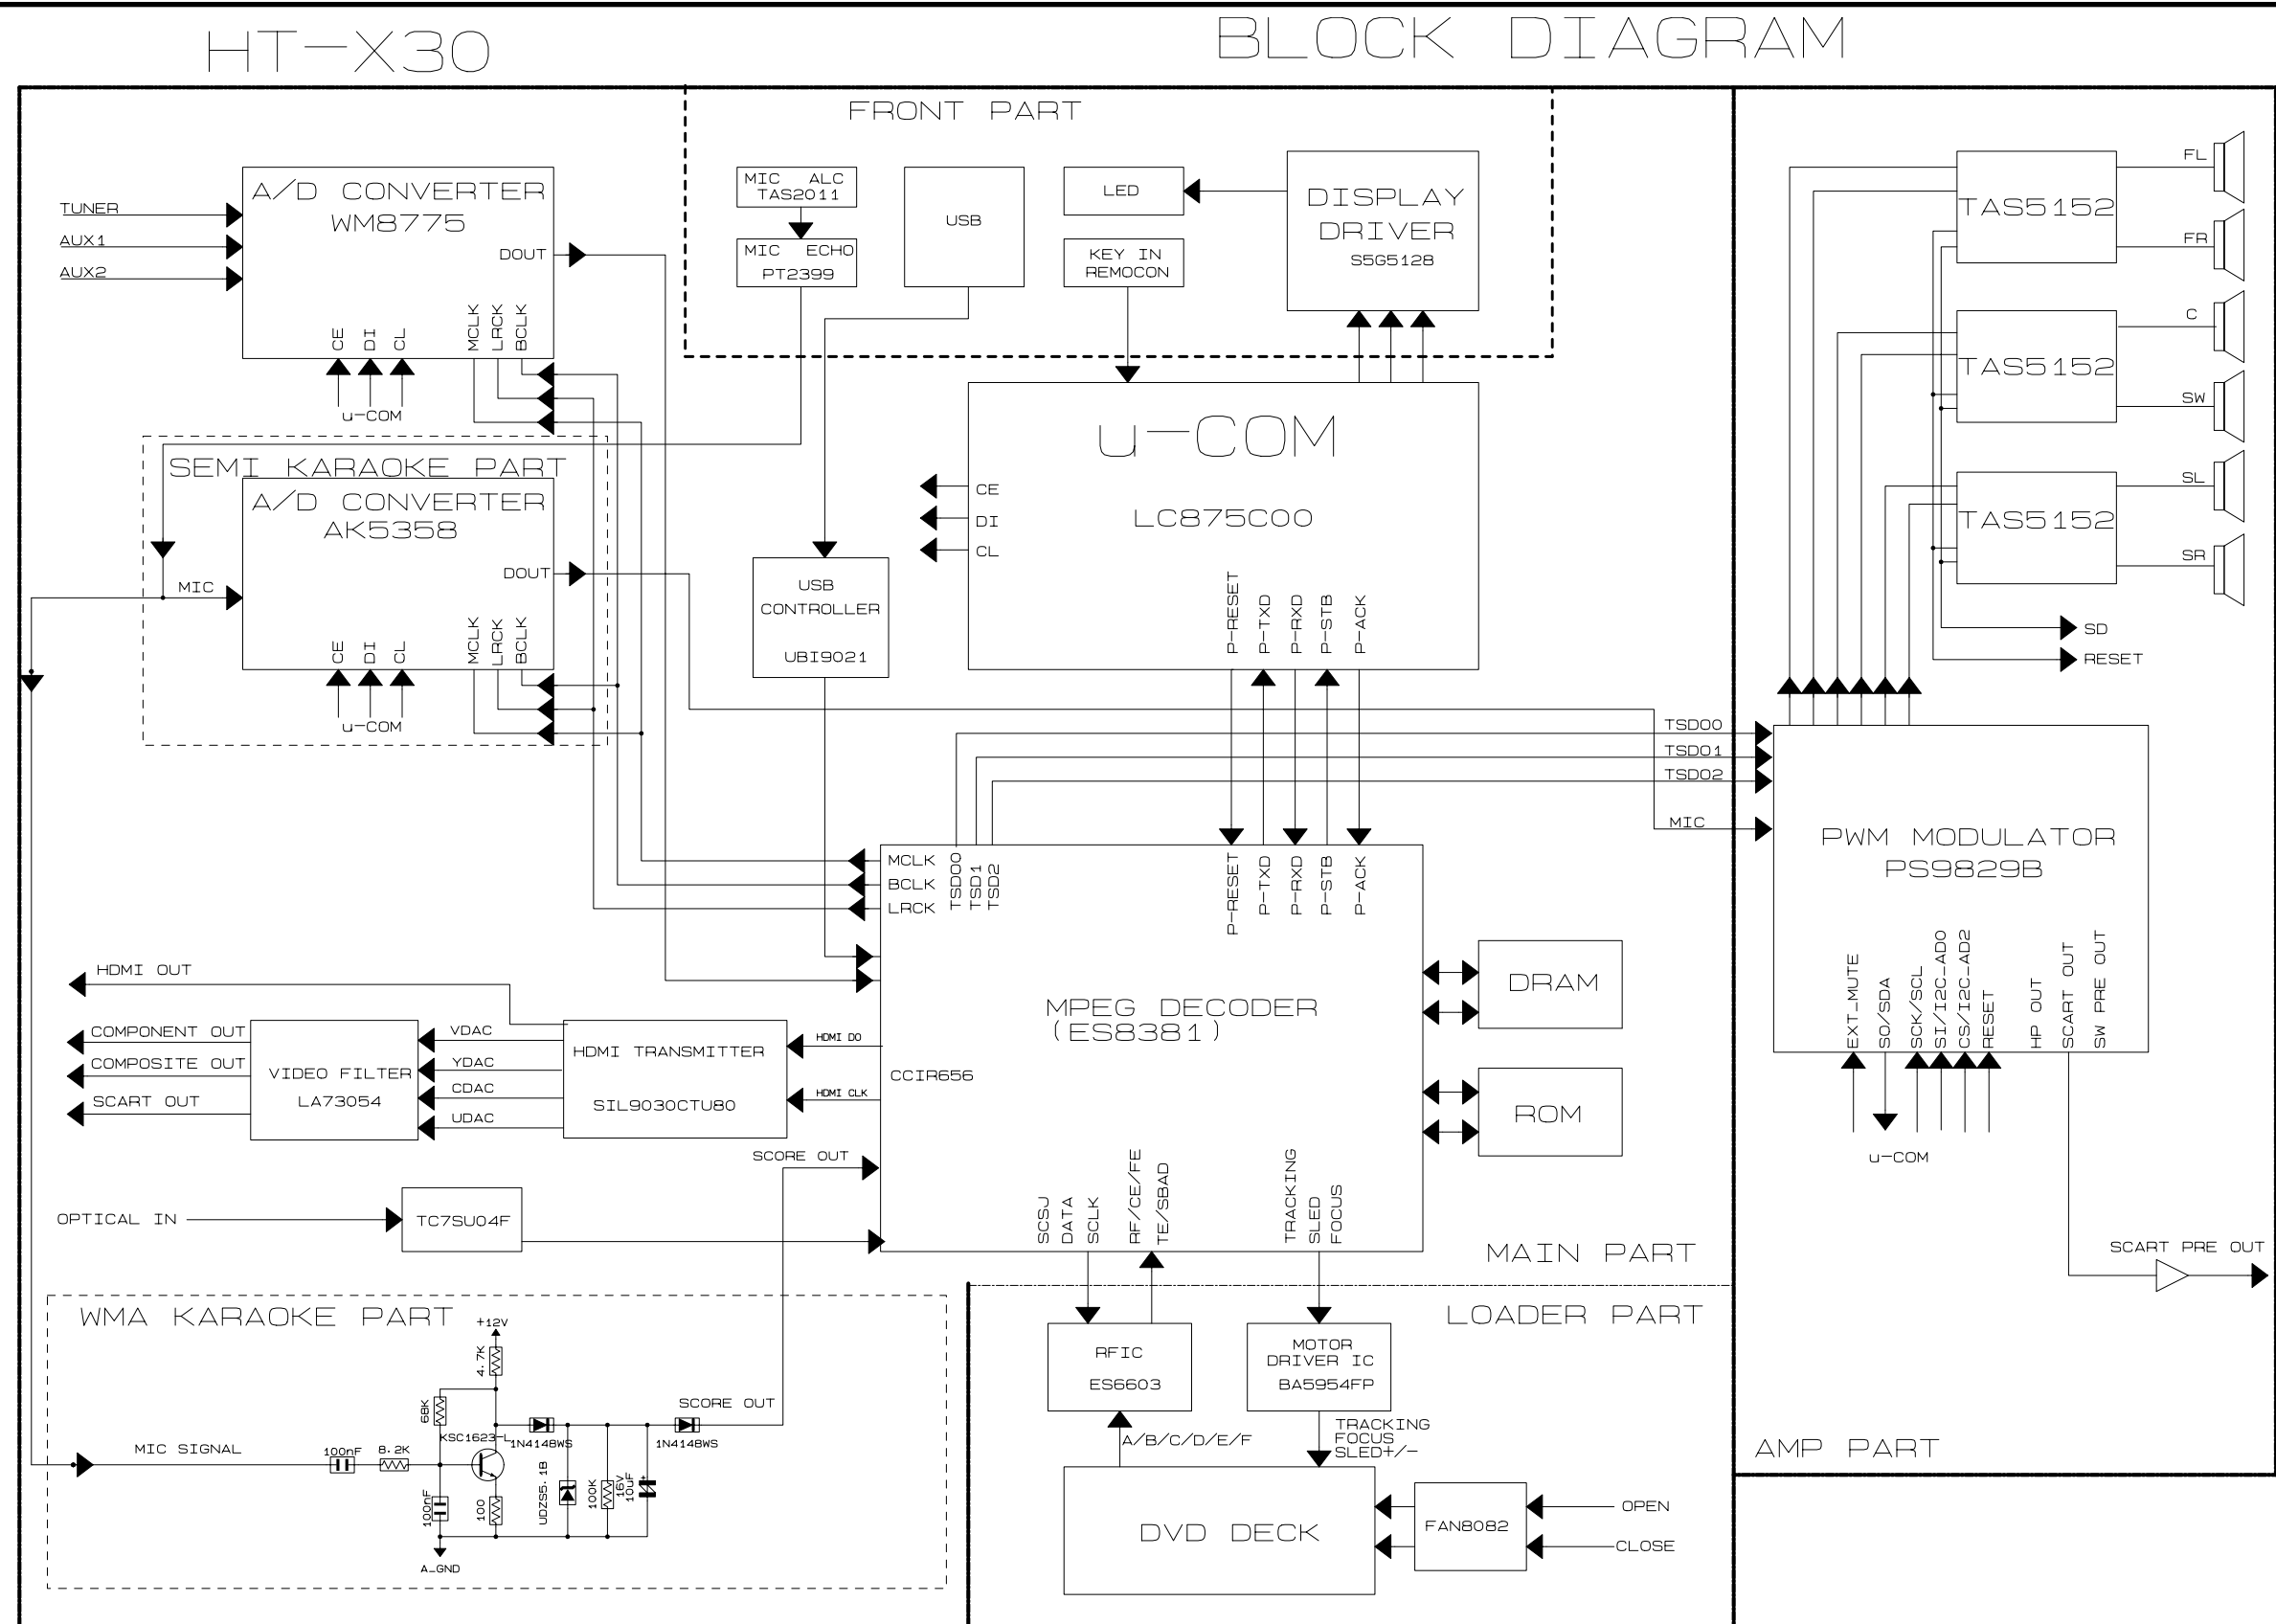 HT-X30
BLOCK DIAGRAM
FRONT PART
A/D CONVERTER
WM8775
TUNER
AUX1
AUX2
DOUT
CE
DI
CL
MCLK
LRCK
BCLK
u-COM
MIC ALC
TAS2011
MIC ECHO
PT2399
USB
LED
KEY IN
REMOCON
DISPLAY
DRIVER
S5G5128
SEMI KARAOKE PART
A/D CONVERTER
AK5358
MIC
DOUT
CE
DI
CL
MCLK
LRCK
BCLK
u-COM
USB
CONTROLLER
UBI9021
u-COM
LC875C00
CE
DI
CL
P-RESET
P-TXD
P-RXD
P-STB
P-ACK
TAS5152
FL
FR
TAS5152
C
SW
TAS5152
SL
SR
SD
RESET
TSDO0
TSDO1
TSDO2
MIC
PWM MODULATOR
PS9829B
EXT_MUTE
SO/SDA
SCK/SCL
SI/I2C_AD0
CS/I2C_AD2
RESET
HP OUT
SCART OUT
SW PRE OUT
u-COM
SCART PRE OUT
AMP PART
MCLK
BCLK
LRCK
TSDO0
TSD1
TSD2
P-RESET
P-TXD
P-RXD
P-STB
P-ACK
MPEG DECODER
(ES8381)
CCIR656
DRAM
ROM
SCSJ
DATA
SCLK
RF/CE/FE
TE/SBAD
TRACKING
SLED
FOCUS
MAIN PART
HDMI OUT
COMPONENT OUT
COMPOSITE OUT
SCART OUT
VIDEO FILTER
LA73054
VDAC
YDAC
CDAC
UDAC
HDMI TRANSMITTER
SIL9030CTU80
HDMI DO
HDMI CLK
SCORE OUT
OPTICAL IN
TC7SU04F
WMA KARAOKE PART
+12V
4.7K
68K
KSC1623-L
1N4148WS
SCORE OUT
1N4148WS
MIC SIGNAL
100nF
8.2K
100nF
100
UDZS5.1B
100K
16V
10uF
A_GND
LOADER PART
RFIC
ES6603
MOTOR
DRIVER IC
BA5954FP
A/B/C/D/E/F
TRACKING
FOCUS
SLED+/-
DVD DECK
FAN8082
OPEN
CLOSE